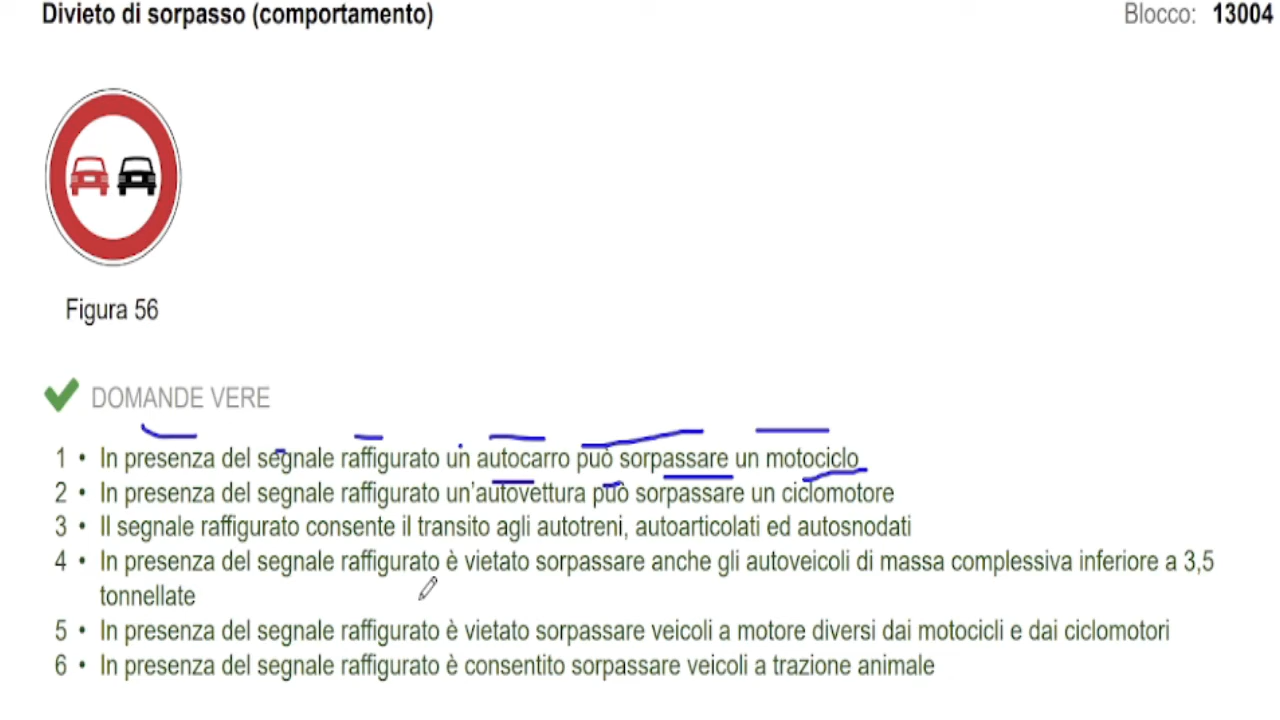 Divieto di sorpasso (comportamento)
Blocco: 13004
Figura 56
DOMANDE VERE
1 • In presenza del segnale raffigurato un autocarro può sorpassare un motociclo
2 • In presenza del segnale raffigurato un'autovettura può sorpassare un ciclomotore
3 • Il segnale raffigurato consente il transito agli autotreni, autoarticolati ed autosnodati
4 • In presenza del segnale raffigurato è vietato sorpassare anche gli autoveicoli di massa complessiva inferiore a 3,5
tonnellate
5 • In presenza del segnale raffigurato è vietato sorpassare veicoli a motore diversi dai motocicli e dai ciclomotori
6 • In presenza del segnale raffigurato è consentito sorpassare veicoli a trazione animale